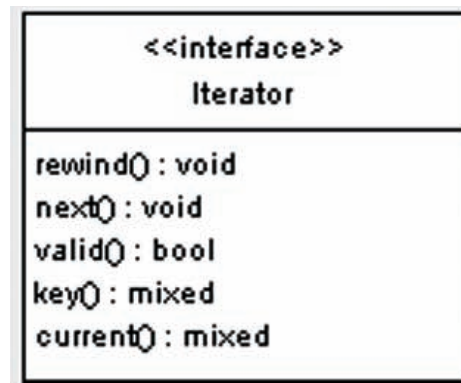 <<interface>>
Iterator
rewind() : void
next() : void
valid() : bool
key() : mixed
current() : mixed